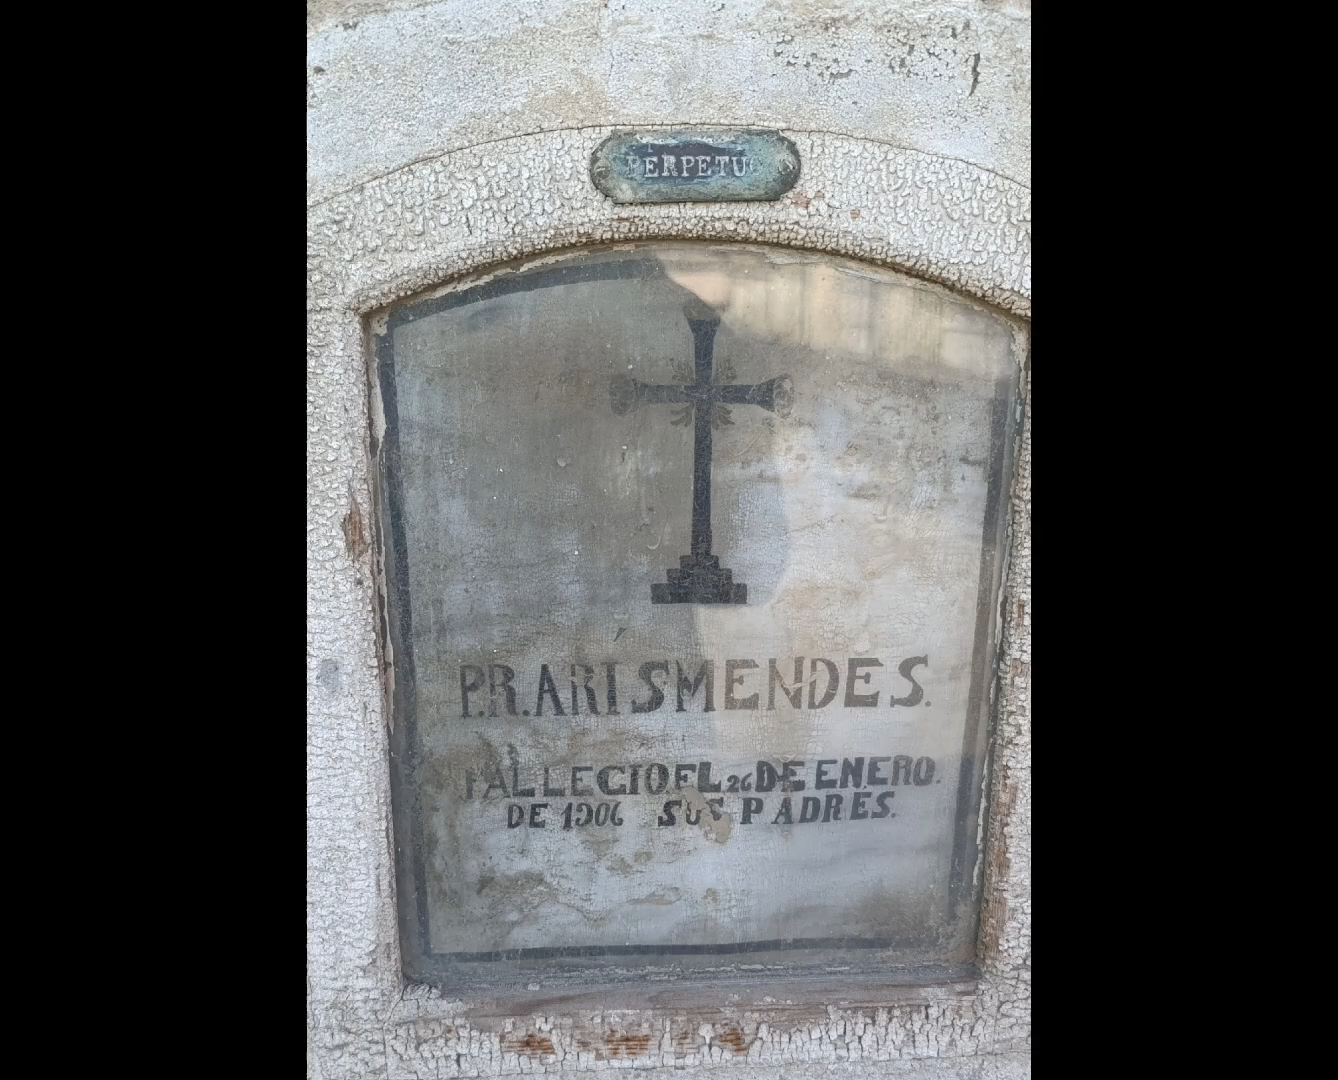 PERPETUO
P.R. ARISMENDES.
FALLECIO EL 26 DE ENERO.
DE 1906 SUS PADRES.